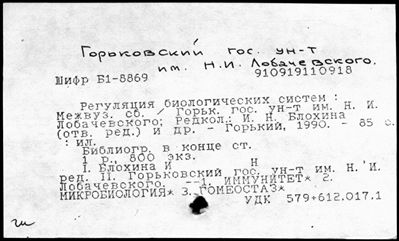 Горьковский гос. ун-т
им. Н.И. Лобачевского.
Шифр Б1-8869
910919110918
Регуляция биологических систем :
Межвуз. сб. / Горьк. гос. ун-т им. Н. И.
Лобачевского; Редкол.: И. Н. Блохина
(отв. ред.) и др. - Горький, 1990. - 85 с.
: ил.
Библиогр. в конце ст.
1 р., 800 экз.
I. Блохина И Н
ред. II. Горьковский гос. ун-т им. Н. И.
Лобачевского. --1. ИММУНИТЕТ* 2.
МИКРОБИОЛОГИЯ* 3. ГОМЕОСТАЗ*
УДК 579+612.017.1